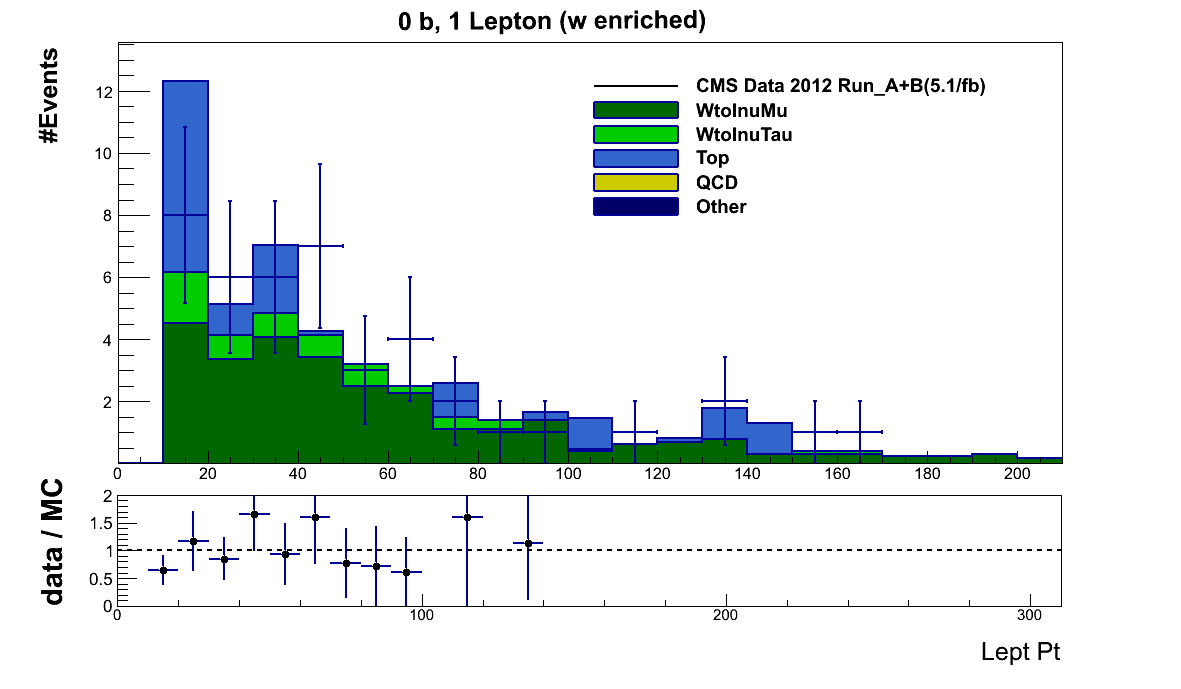 0 b, 1 Lepton (w enriched)
#Events
CMS Data 2012 Run_A+B(5.1/fb)
WtolnuMu
WtolnuTau
Top
QCD
Other
12
10
8
6
4
2
0 20 40 60 80 100 120 140 160 180 200
data / MC
2
1.5
1
0.5
0
0 100 200 300
Lept Pt